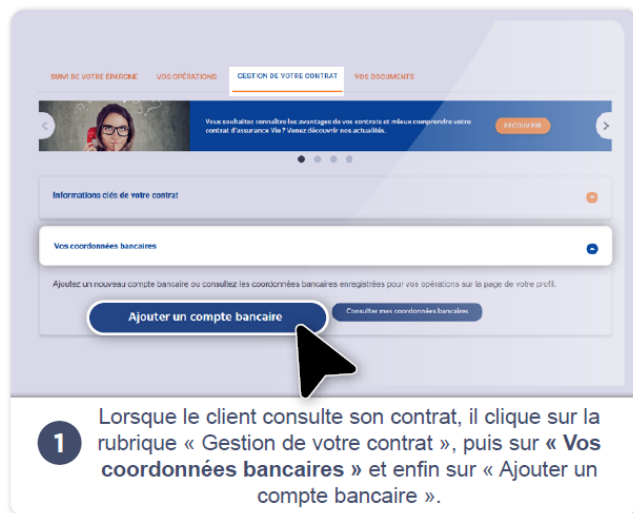 SUIVI DE VOTRE ÉPARGNE VOS OPÉRATIONS GESTION DE VOTRE CONTRAT VOS DOCUMENTS
Vous souhaitez connaître les avantages de vos contrats et mieux comprendre votre
contrat d'assurance Vie ? Venez découvrir nos actualités.
DÉCOUVRIR
Informations clés de votre contrat
Vos coordonnées bancaires
Ajoutez un nouveau compte bancaire ou consultez les coordonnées bancaires enregistrées pour vos opérations sur la page de votre profil.
Ajouter un compte bancaire Consulter mes coordonnées bancaires
1
Lorsque le client consulte son contrat, il clique sur la
rubrique « Gestion de votre contrat », puis sur « Vos
coordonnées bancaires » et enfin sur « Ajouter un
compte bancaire ».